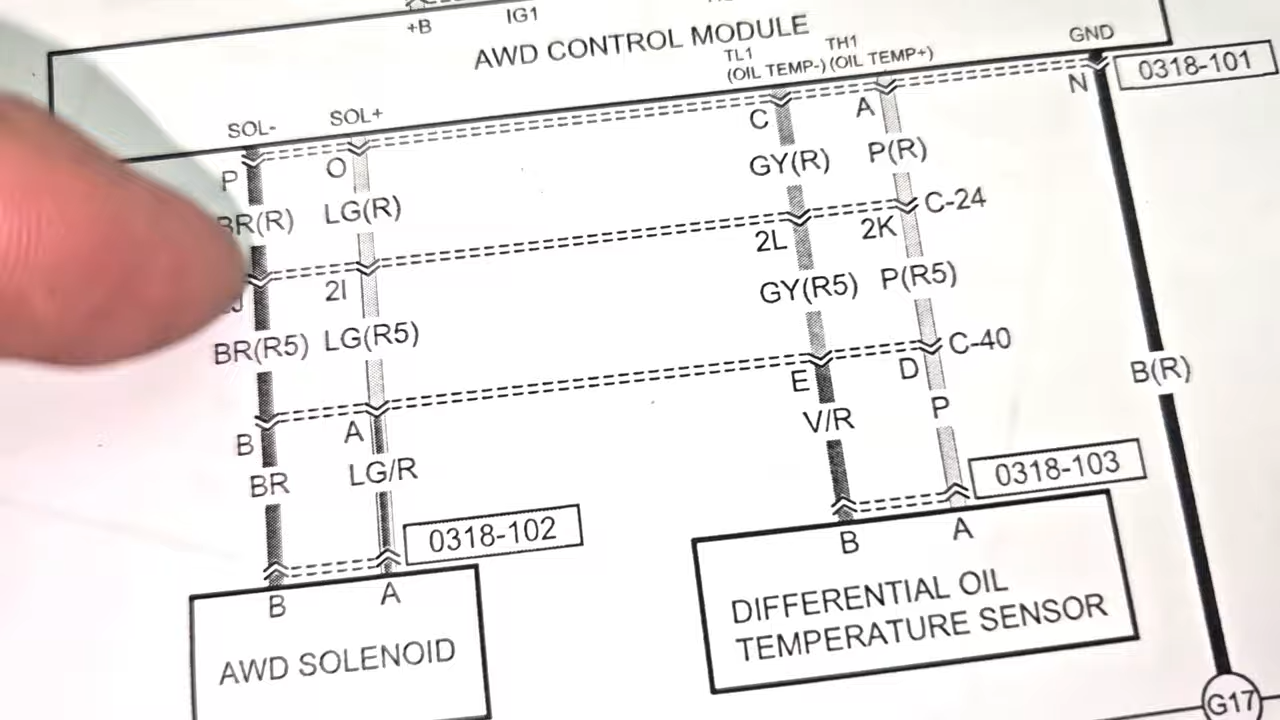 +B
IG1
AWD CONTROL MODULE
GND
TL1
TH1
(OIL TEMP-)
(OIL TEMP+)
0318-101
SOL-
SOL+
P
O
C
A
N
BR(R)
LG(R)
GY(R)
P(R)
C-24
2I
2L
2K
BR(R5)
LG(R5)
GY(R5)
P(R5)
C-40
B
A
E
D
B(R)
BR
LG/R
V/R
P
0318-102
0318-103
B
A
B
A
AWD SOLENOID
DIFFERENTIAL OIL
TEMPERATURE SENSOR
G17